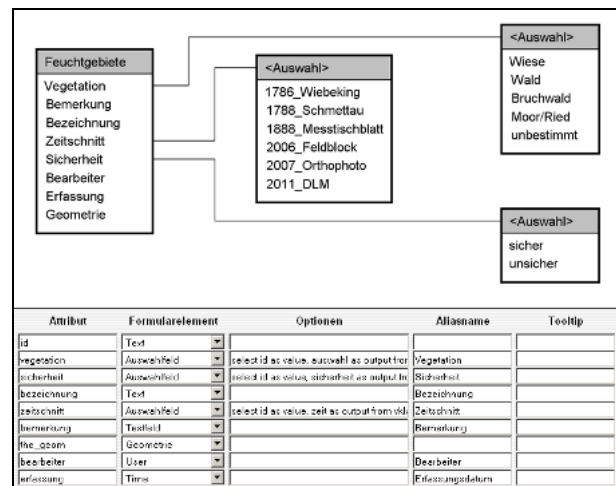 Feuchtgebiete
Vegetation
Bemerkung
Bezeichnung
Zeitschnitt
Sicherheit
Bearbeiter
Erfassung
Geometrie
<Auswahl>
1786_Wiebeking
1788_Schmettau
1888_Messtischblatt
2006_Feldblock
2007_Orthophoto
2011_DLM
<Auswahl>
Wiese
Wald
Bruchwald
Moor/Ried
unbestimmt
<Auswahl>
sicher
unsicher
Attribut Formularelement Optionen Aliasname Tooltip
id Text
vegetation Auswahlfeld select id as value, auswahl as output from Vegetation
sicherheit Auswahlfeld select id as value, sicherheit as output fro Sicherheit
bezeichnung Text Bezeichnung
zeitschnitt Auswahlfeld select id as value, zeit as output from Zeitschnitt
bemerkung Textfeld Bemerkung
the_geom Geometrie
bearbeiter User Bearbeiter
erfassung Time Erfassungsdatum